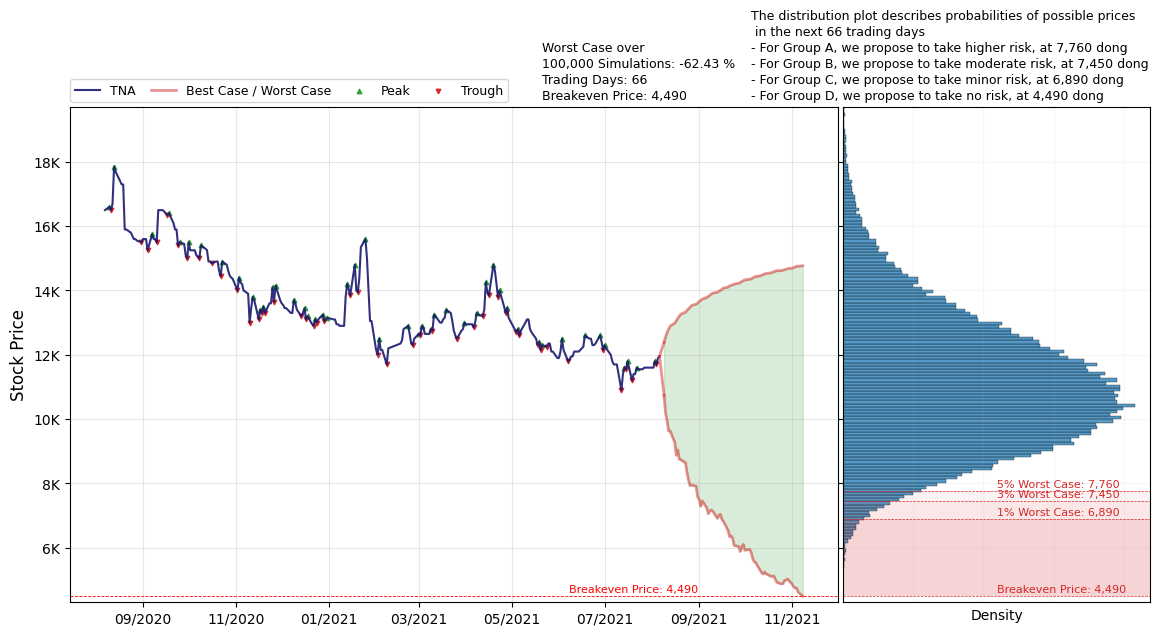 The distribution plot describes probabilities of possible prices
in the next 66 trading days
- For Group A, we propose to take higher risk, at 7,760 dong
- For Group B, we propose to take moderate risk, at 7,450 dong
- For Group C, we propose to take minor risk, at 6,890 dong
- For Group D, we propose to take no risk, at 4,490 dong
Worst Case over
100,000 Simulations: -62.43 %
Trading Days: 66
Breakeven Price: 4,490
TNA
Best Case / Worst Case
Peak
Trough
Stock Price
18K
16K
14K
12K
10K
8K
6K
Breakeven Price: 4,490
09/2020
11/2020
01/2021
03/2021
05/2021
07/2021
09/2021
11/2021
5% Worst Case: 7,760
3% Worst Case: 7,450
1% Worst Case: 6,890
Breakeven Price: 4,490
Density